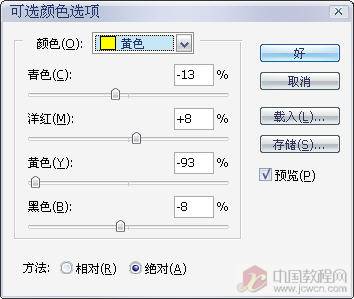 可选颜色选项
颜色(O): 黄色
好
取消
载入(L)...
存储(S)...
预览(P)
青色(C): -13 %
洋红(M): +8 %
黄色(Y): -93 %
黑色(B): -8 %
方法: 相对(R) 绝对(A)
中国教程网
www.jcwcn.com